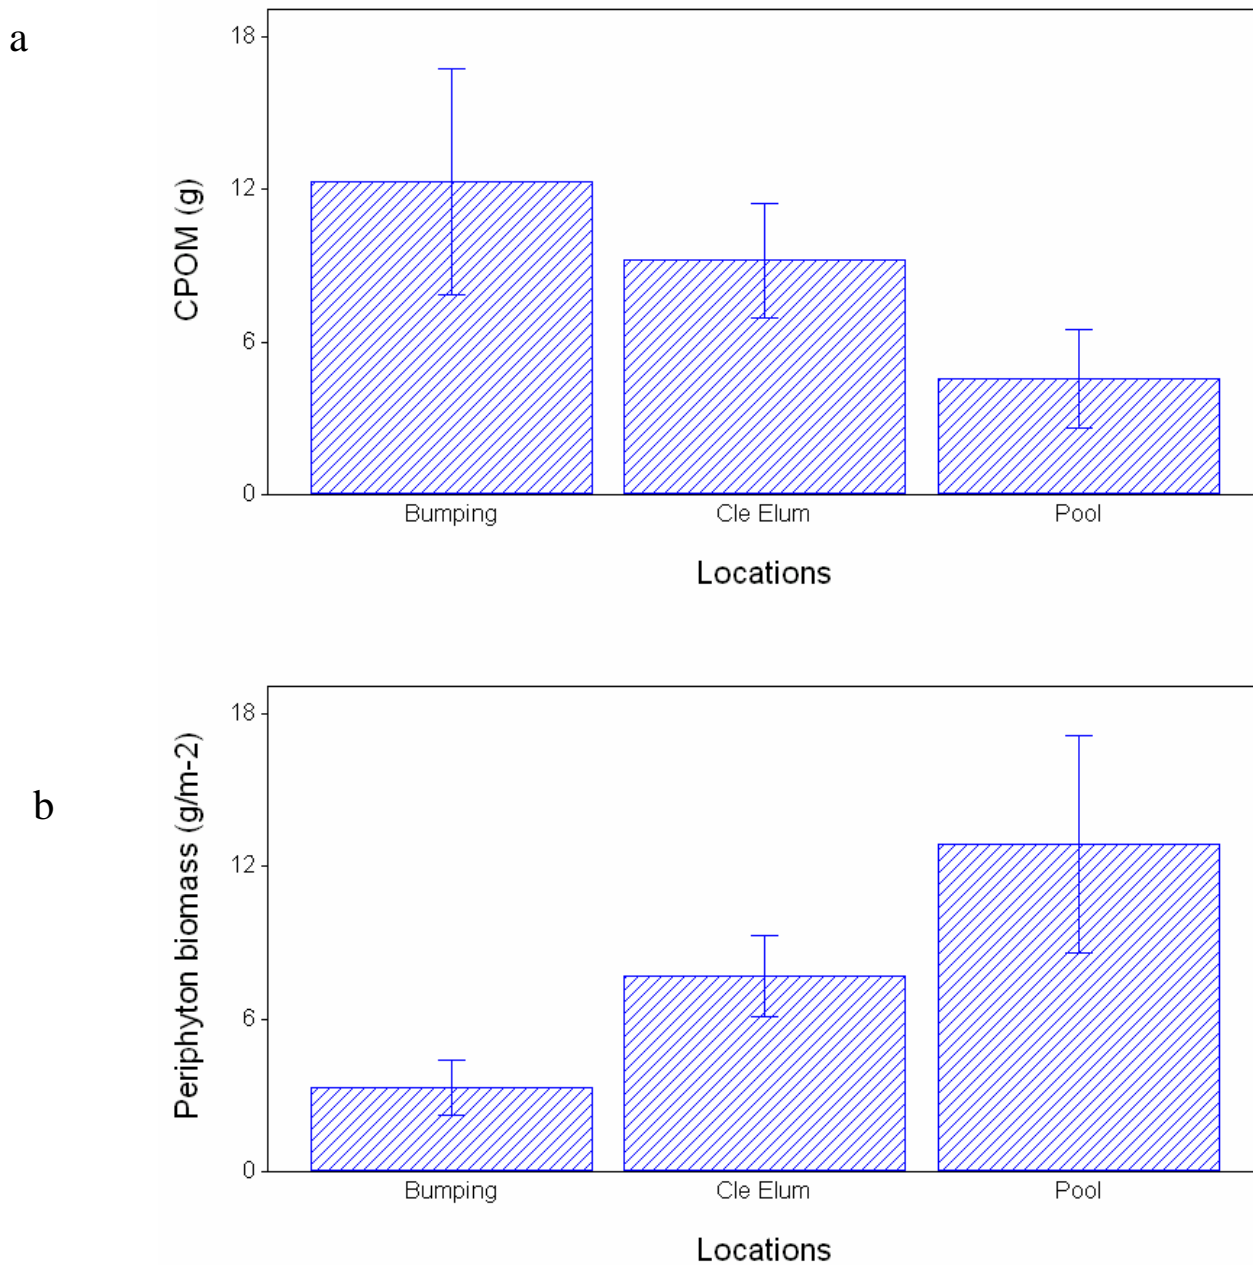 a
18
12
6
0
CPOM (g)
Bumping Cle Elum Pool
Locations
b
18
12
6
0
Periphyton biomass (g/m-2)
Bumping Cle Elum Pool
Locations